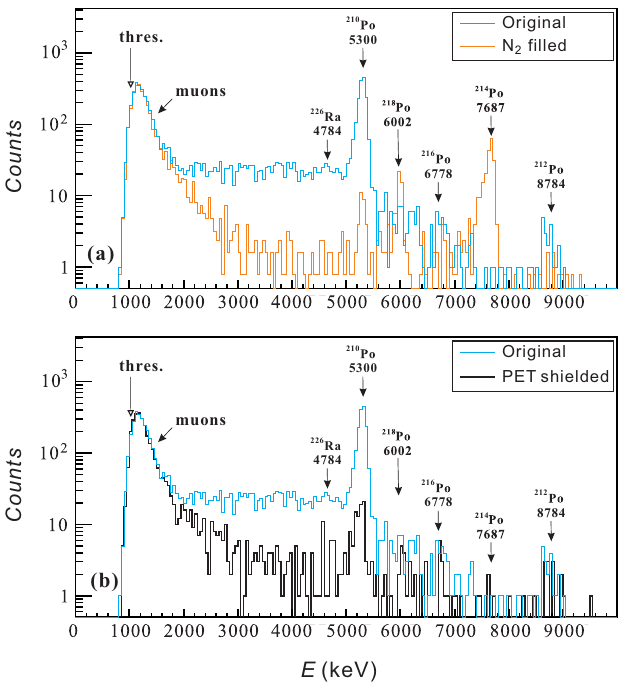 10³
10²
10
1
Counts
(a)
thres.
muons
²²⁶Ra
4784
²¹⁰Po
5300
²¹⁸Po
6002
²¹⁶Po
6778
²¹⁴Po
7687
²¹²Po
8784
Original
N₂ filled
0 1000 2000 3000 4000 5000 6000 7000 8000 9000
10³
10²
10
1
Counts
(b)
thres.
muons
²²⁶Ra
4784
²¹⁰Po
5300
²¹⁸Po
6002
²¹⁶Po
6778
²¹⁴Po
7687
²¹²Po
8784
Original
PET shielded
0 1000 2000 3000 4000 5000 6000 7000 8000 9000
E (keV)